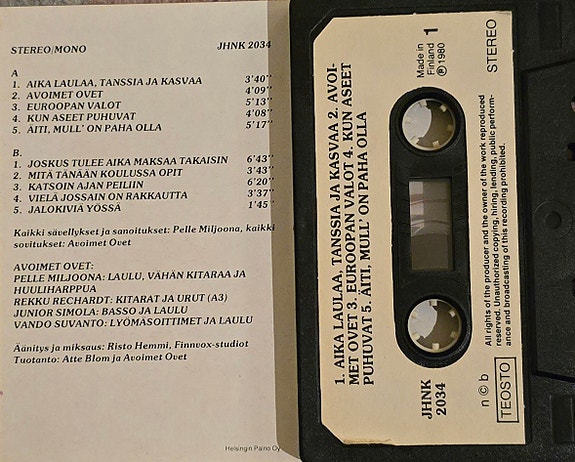 STEREO/MONO JHNK 2034
A
1. AIKA LAULAA, TANSSIA JA KASVAA 3'40"
2. AVOIMET OVET 4'09"
3. EUROOPAN VALOT 5'13"
4. KUN ASEET PUHUVAT 4'08"
5. ÄITI, MULL' ON PAHA OLLA 5'17"
B.
1. JOSKUS TULEE AIKA MAKSAA TAKAISIN 6'43"
2. MITÄ TÄNÄÄN KOULUSSA OPIT 3'43"
3. KATSOIN AJAN PEILIIN 6'20"
4. VIELÄ JOSSAIN ON RAKKAUTTA 3'37"
5. JALOKIVIÄ YÖSSÄ 1'45"
Kaikki sävellykset ja sanoitukset: Pelle Miljoona, kaikki
sovitukset: Avoimet Ovet
AVOIMET OVET:
PELLE MILJOONA: LAULU, VÄHÄN KITARAA JA
HUULIHARPPUA
REKKU RECHARDT: KITARAT JA URUT (A3)
JUNIOR SIMOLA: BASSO JA LAULU
VANDO SUVANTO: LYÖMÄSOITTIMET JA LAULU
Äänitys ja miksaus: Risto Hemmi, Finnvox-studiot
Tuotanto: Atte Blom ja Avoimet Ovet
Helsingin Paino Oy
1. AIKA LAULAA, TANSSIA JA KASVAA 2. AVOI-
MET OVET 3. EUROOPAN VALOT 4. KUN ASEET
PUHUVAT 5. ÄITI, MULL' ON PAHA OLLA
JHNK
2034
Made in
Finland
℗ 1980
1
STEREO
n©b
TEOSTO
All rights of the producer and the owner of the work reproduced
reserved. Unauthorized copying, hiring, lending, public perform-
ance and broadcasting of this recording prohibited.